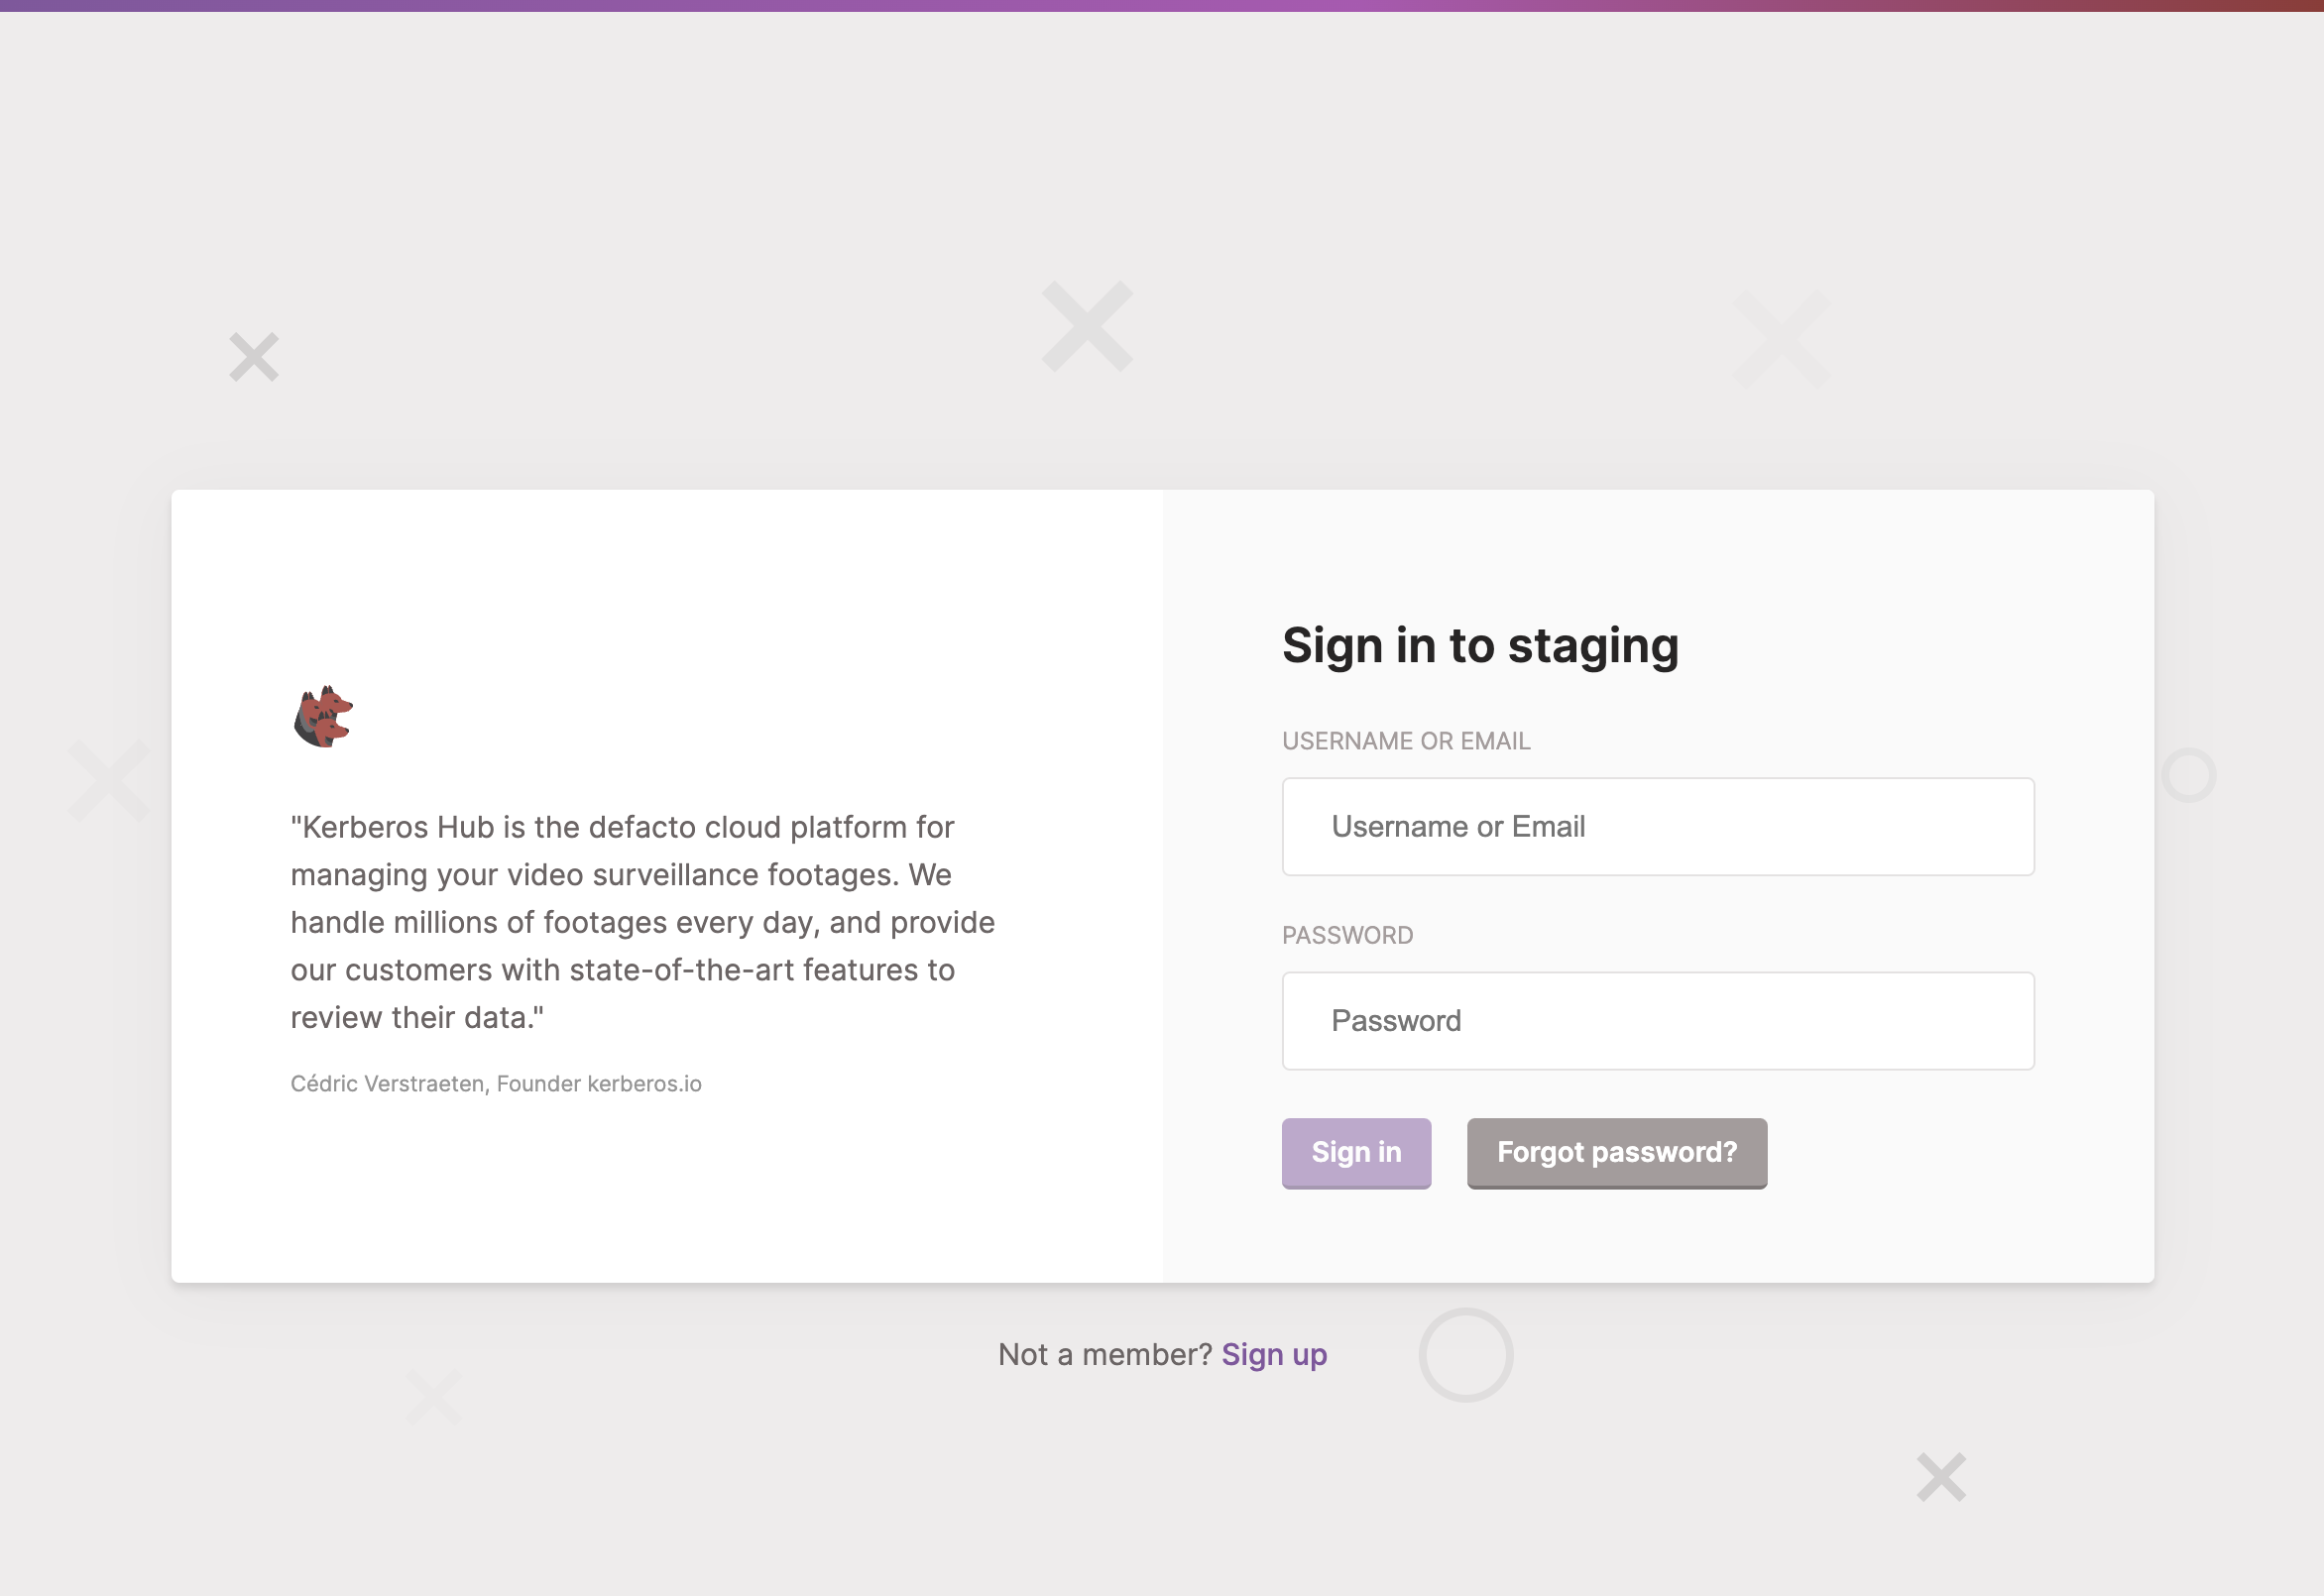 "Kerberos Hub is the defacto cloud platform for
managing your video surveillance footages. We
handle millions of footages every day, and provide
our customers with state-of-the-art features to
review their data."
Cédric Verstraeten, Founder kerberos.io
Sign in to staging
USERNAME OR EMAIL
Username or Email
PASSWORD
Password
Sign in
Forgot password?
Not a member? Sign up